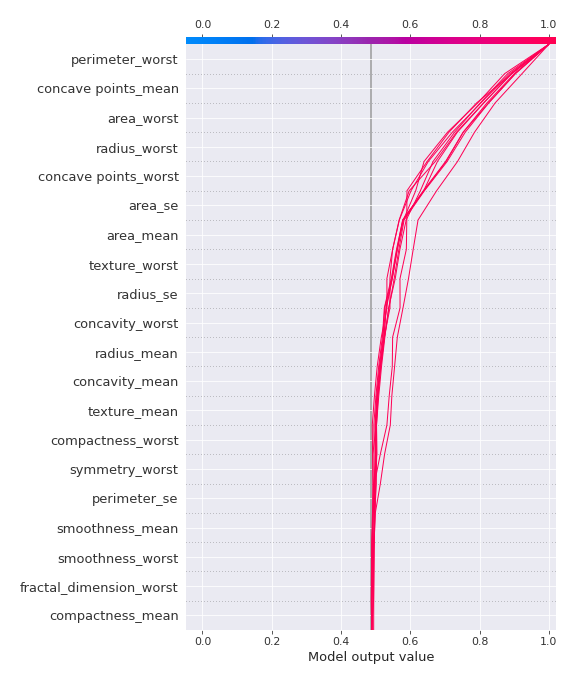 0.0 0.2 0.4 0.6 0.8 1.0
perimeter_worst
concave points_mean
area_worst
radius_worst
concave points_worst
area_se
area_mean
texture_worst
radius_se
concavity_worst
radius_mean
concavity_mean
texture_mean
compactness_worst
symmetry_worst
perimeter_se
smoothness_mean
smoothness_worst
fractal_dimension_worst
compactness_mean
0.0 0.2 0.4 0.6 0.8 1.0
Model output value